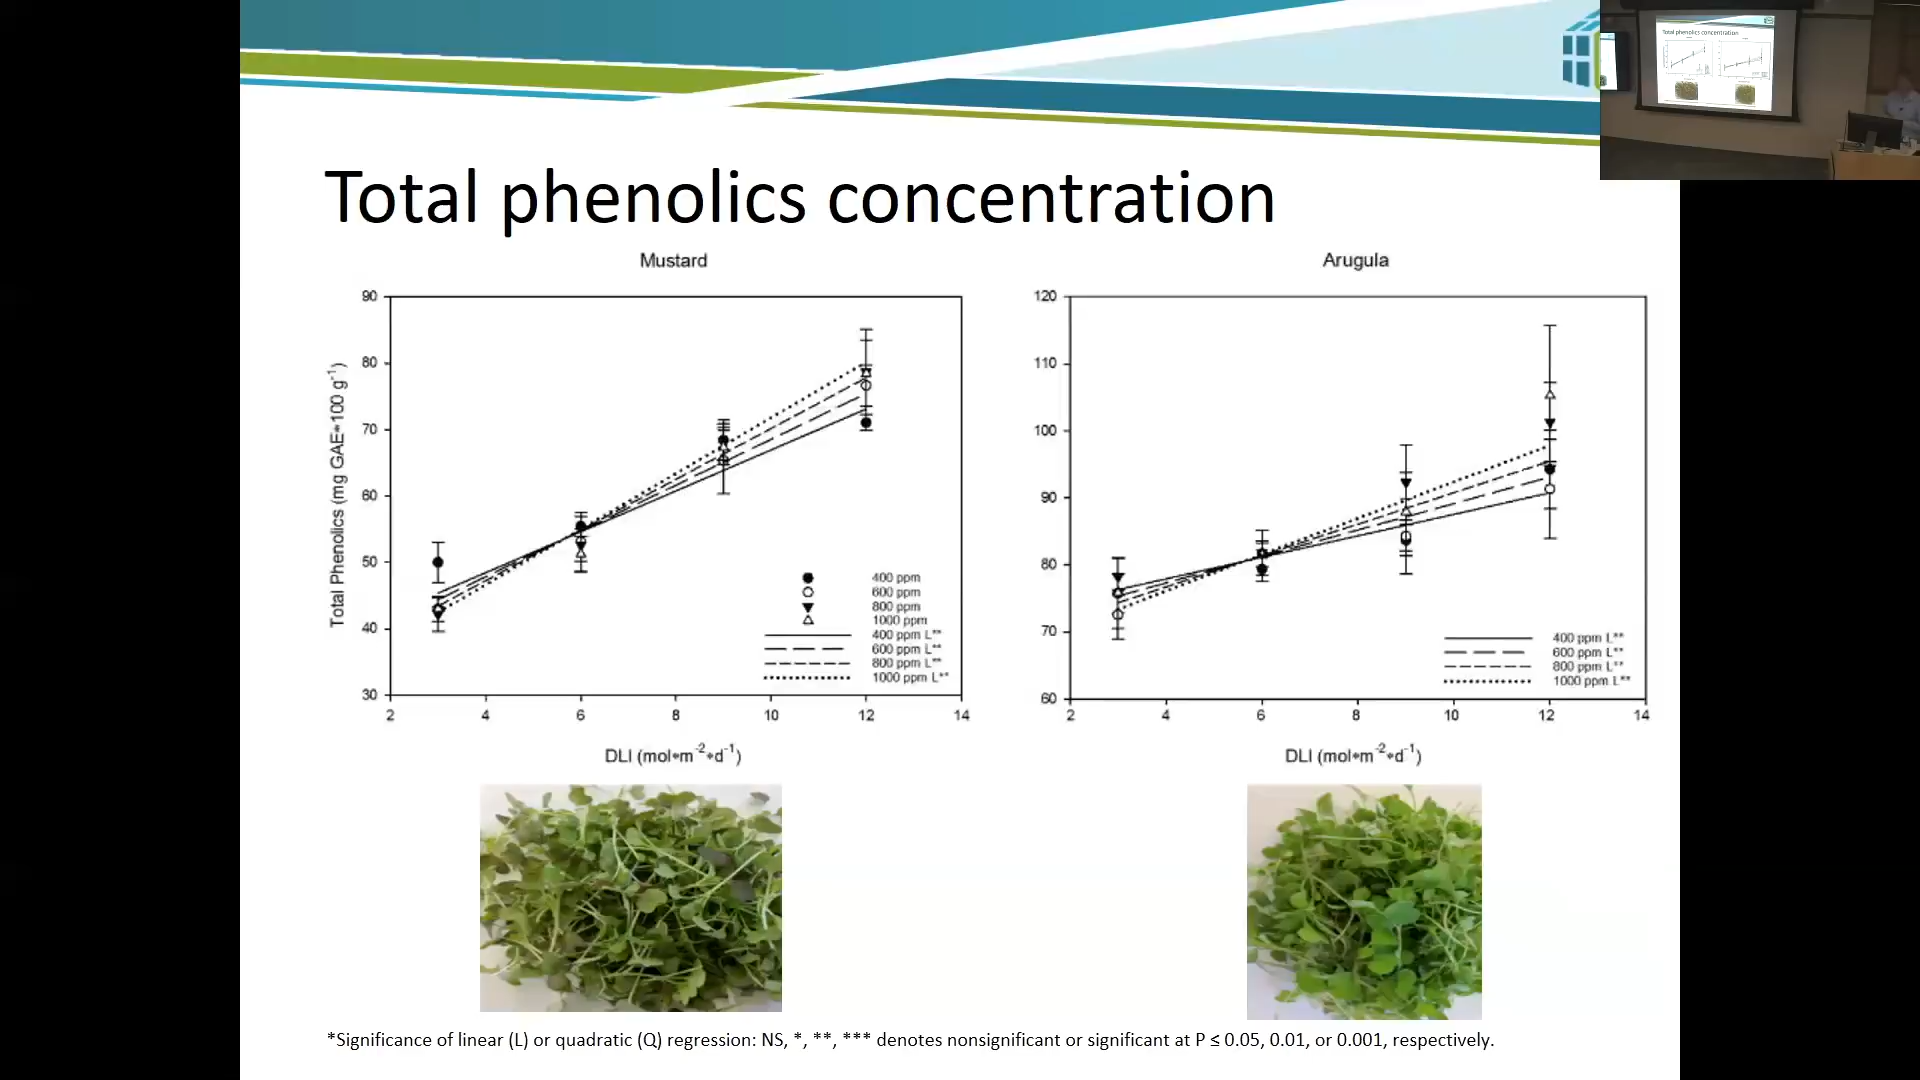 Total phenolics concentration
Mustard
90
80
70
60
50
40
30
2 4 6 8 10 12 14
Total Phenolics (mg GAE*100 g⁻¹)
DLI (mol*m⁻²*d⁻¹)
400 ppm
600 ppm
800 ppm
1000 ppm
400 ppm L**
600 ppm L**
800 ppm L**
1000 ppm L**
Arugula
120
110
100
90
80
70
60
2 4 6 8 10 12 14
DLI (mol*m⁻²*d⁻¹)
400 ppm L**
600 ppm L**
800 ppm L**
1000 ppm L**
*Significance of linear (L) or quadratic (Q) regression: NS, *, **, *** denotes nonsignificant or significant at P ≤ 0.05, 0.01, or 0.001, respectively.
Total phenolics concentration